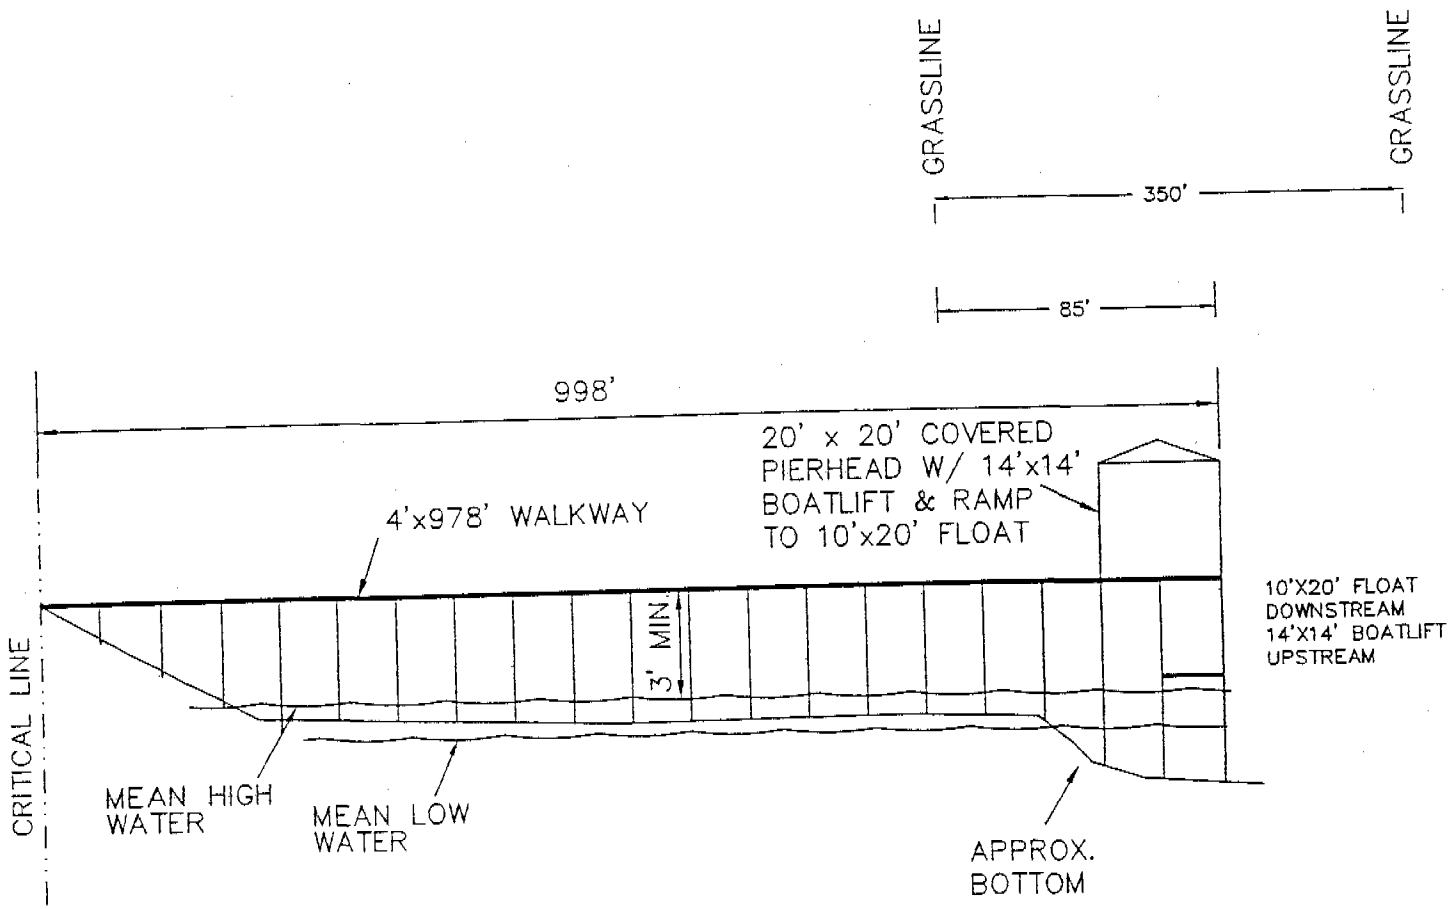 GRASSLINE
GRASSLINE
350'
85'
998'
20' x 20' COVERED
PIERHEAD W/ 14'x14'
BOATLIFT & RAMP
TO 10'x20' FLOAT
4'x978' WALKWAY
10'X20' FLOAT
DOWNSTREAM
14'X14' BOATLIFT
UPSTREAM
3' MIN.
CRITICAL LINE
MEAN HIGH
WATER
MEAN LOW
WATER
APPROX.
BOTTOM